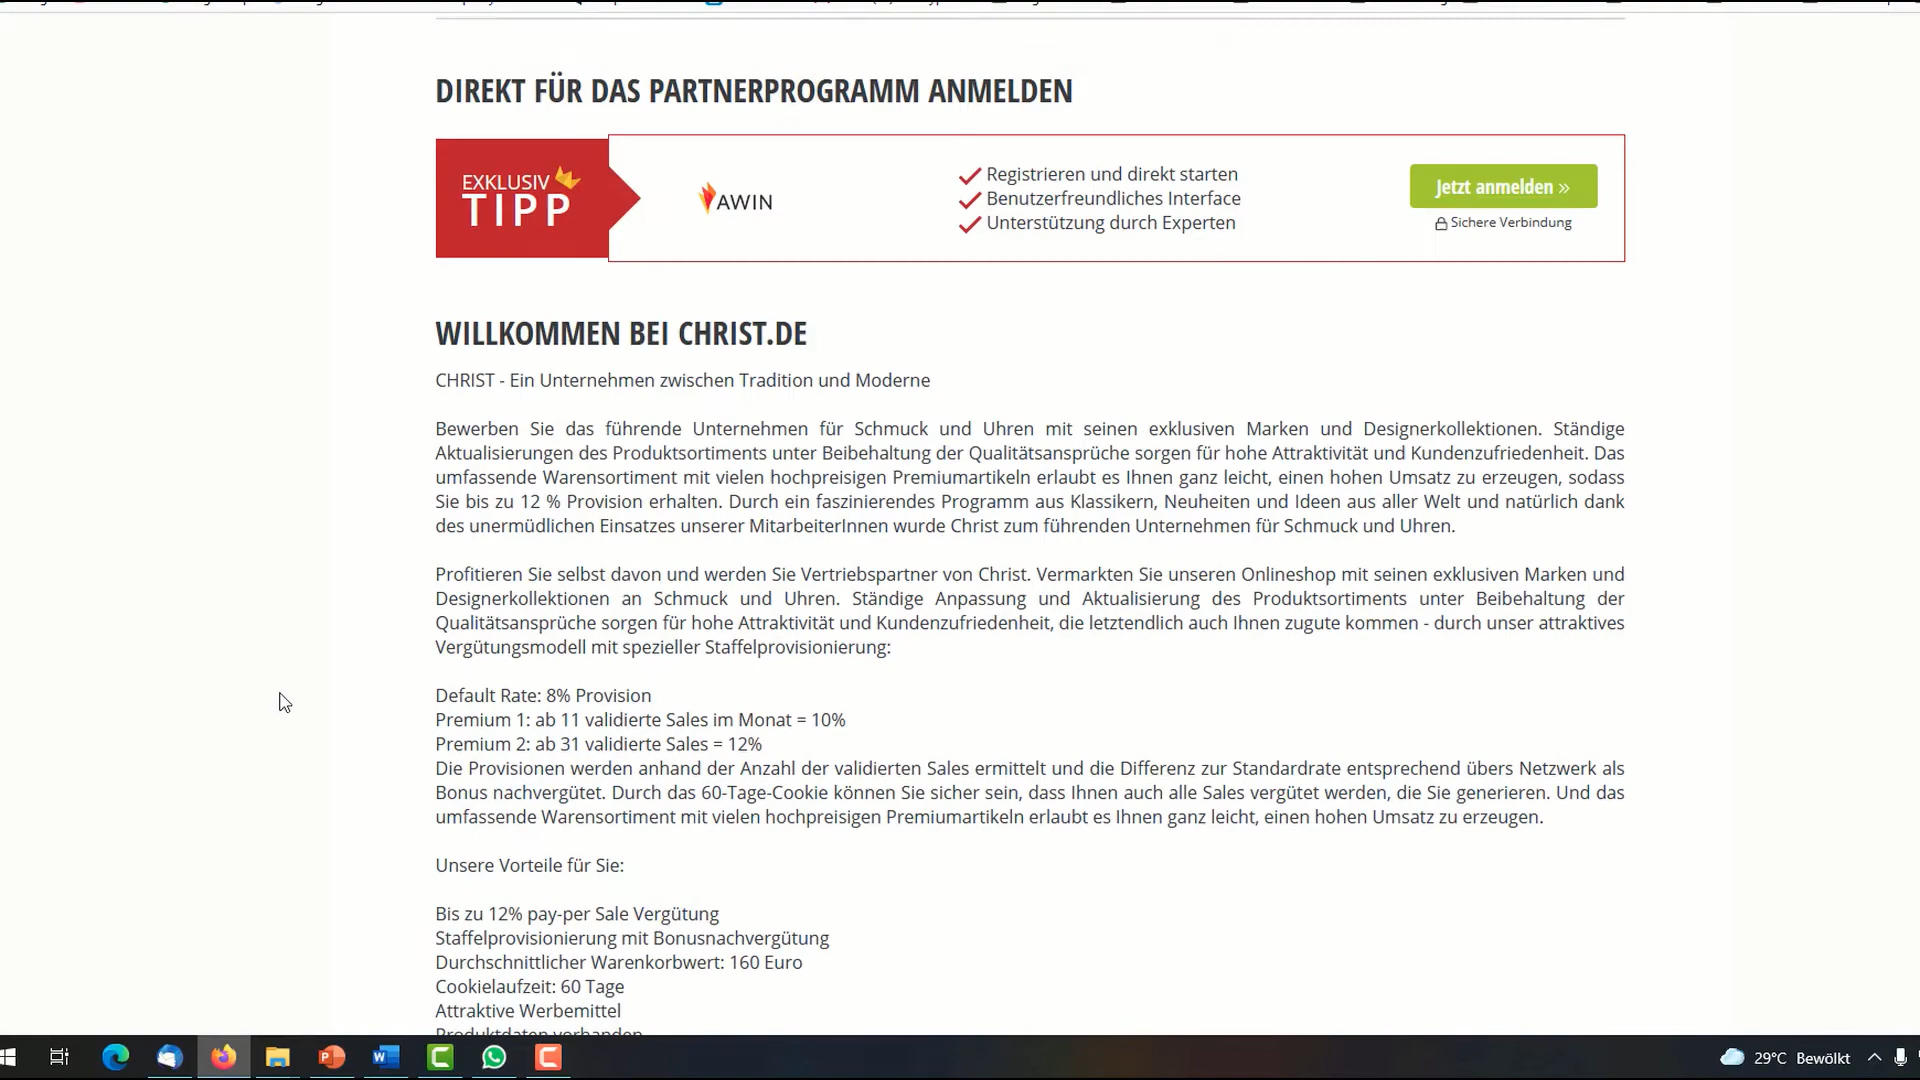 DIREKT FÜR DAS PARTNERPROGRAMM ANMELDEN
EXKLUSIV
TIPP
AWIN
Registrieren und direkt starten
Benutzerfreundliches Interface
Unterstützung durch Experten
Jetzt anmelden »
Sichere Verbindung
WILLKOMMEN BEI CHRIST.DE
CHRIST - Ein Unternehmen zwischen Tradition und Moderne
Bewerben Sie das führende Unternehmen für Schmuck und Uhren mit seinen exklusiven Marken und Designerkollektionen. Ständige
Aktualisierungen des Produktsortiments unter Beibehaltung der Qualitätsansprüche sorgen für hohe Attraktivität und Kundenzufriedenheit. Das
umfassende Warensortiment mit vielen hochpreisigen Premiumartikeln erlaubt es Ihnen ganz leicht, einen hohen Umsatz zu erzeugen, sodass
Sie bis zu 12 % Provision erhalten. Durch ein faszinierendes Programm aus Klassikern, Neuheiten und Ideen aus aller Welt und natürlich dank
des unermüdlichen Einsatzes unserer MitarbeiterInnen wurde Christ zum führenden Unternehmen für Schmuck und Uhren.
Profitieren Sie selbst davon und werden Sie Vertriebspartner von Christ. Vermarkten Sie unseren Onlineshop mit seinen exklusiven Marken und
Designerkollektionen an Schmuck und Uhren. Ständige Anpassung und Aktualisierung des Produktsortiments unter Beibehaltung der
Qualitätsansprüche sorgen für hohe Attraktivität und Kundenzufriedenheit, die letztendlich auch Ihnen zugute kommen - durch unser attraktives
Vergütungsmodell mit spezieller Staffelprovisionierung:
Default Rate: 8% Provision
Premium 1: ab 11 validierte Sales im Monat = 10%
Premium 2: ab 31 validierte Sales = 12%
Die Provisionen werden anhand der Anzahl der validierten Sales ermittelt und die Differenz zur Standardrate entsprechend übers Netzwerk als
Bonus nachvergütet. Durch das 60-Tage-Cookie können Sie sicher sein, dass Ihnen auch alle Sales vergütet werden, die Sie generieren. Und das
umfassende Warensortiment mit vielen hochpreisigen Premiumartikeln erlaubt es Ihnen ganz leicht, einen hohen Umsatz zu erzeugen.
Unsere Vorteile für Sie:
Bis zu 12% pay-per Sale Vergütung
Staffelprovisionierung mit Bonusnachvergütung
Durchschnittlicher Warenkorbwert: 160 Euro
Cookielaufzeit: 60 Tage
Attraktive Werbemittel
Produktdaten vorhanden
29°C Bewölkt